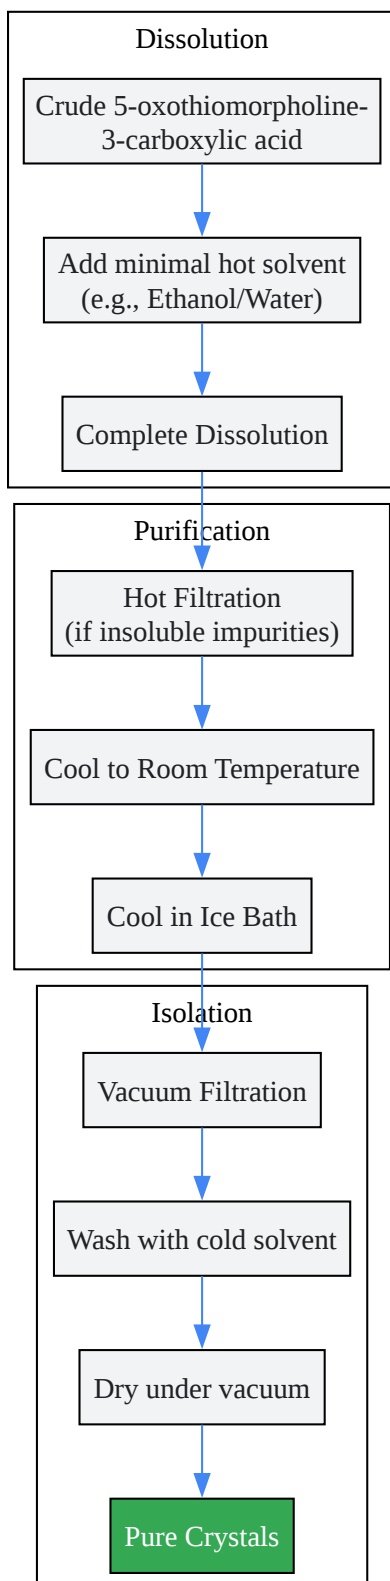 Dissolution
Crude 5-oxothiomorpholine-
3-carboxylic acid
Add minimal hot solvent
(e.g., Ethanol/Water)
Complete Dissolution
Purification
Hot Filtration
(if insoluble impurities)
Cool to Room Temperature
Cool in Ice Bath
Isolation
Vacuum Filtration
Wash with cold solvent
Dry under vacuum
Pure Crystals